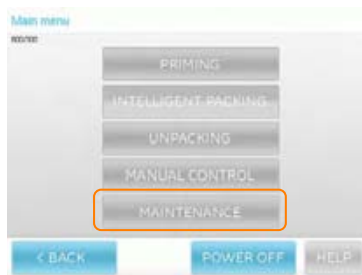 Main menu
PRIMING
INTELLIGENT PACKING
UNPACKING
MANUAL CONTROL
MAINTENANCE
< BACK
POWER OFF
HELP